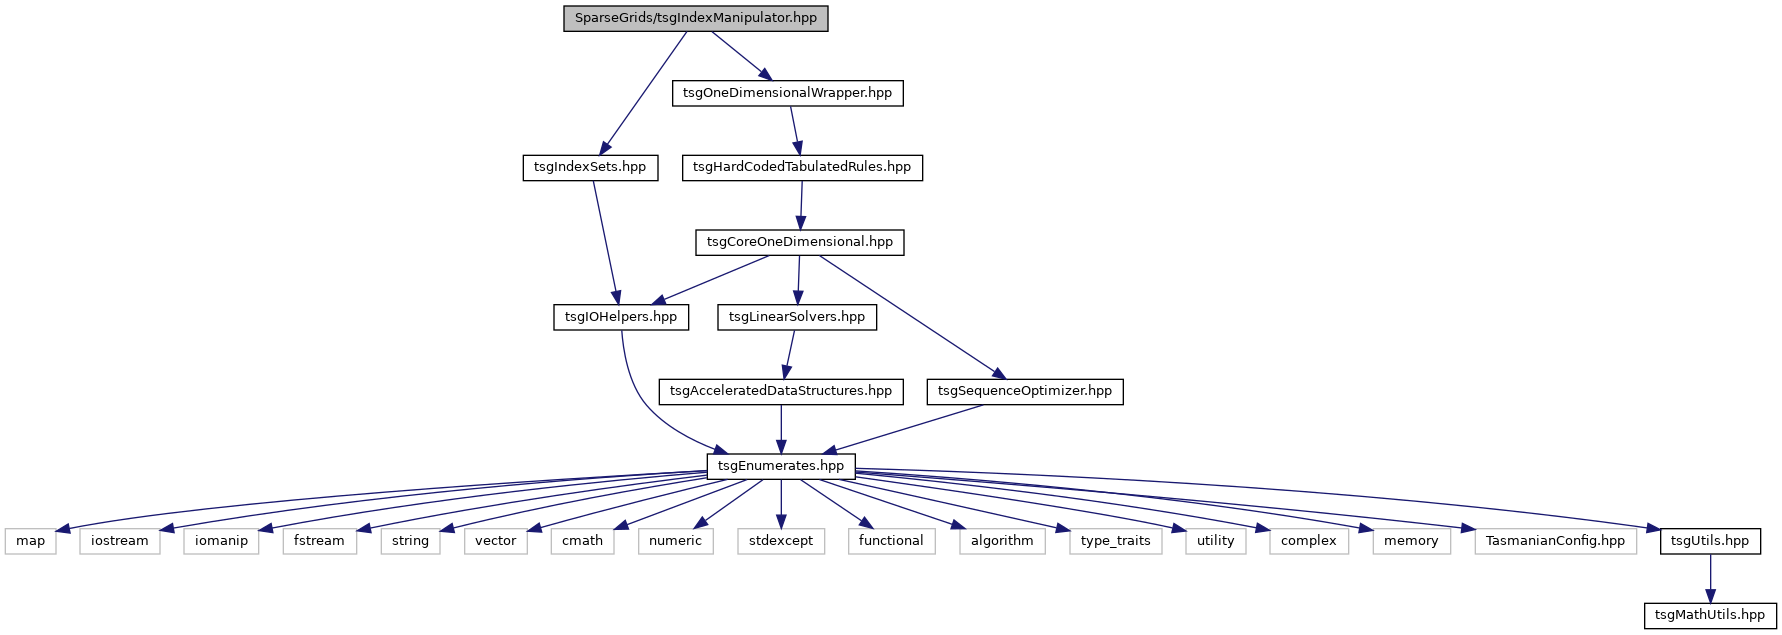 SparseGrids/tsgIndexManipulator.hpp
tsgOneDimensionalWrapper.hpp
tsgIndexSets.hpp
tsgHardCodedTabulatedRules.hpp
tsgCoreOneDimensional.hpp
tsgIOHelpers.hpp
tsgLinearSolvers.hpp
tsgAcceleratedDataStructures.hpp
tsgSequenceOptimizer.hpp
tsgEnumerates.hpp
map
iostream
iomanip
fstream
string
vector
cmath
numeric
stdexcept
functional
algorithm
type_traits
utility
complex
memory
TasmanianConfig.hpp
tsgUtils.hpp
tsgMathUtils.hpp